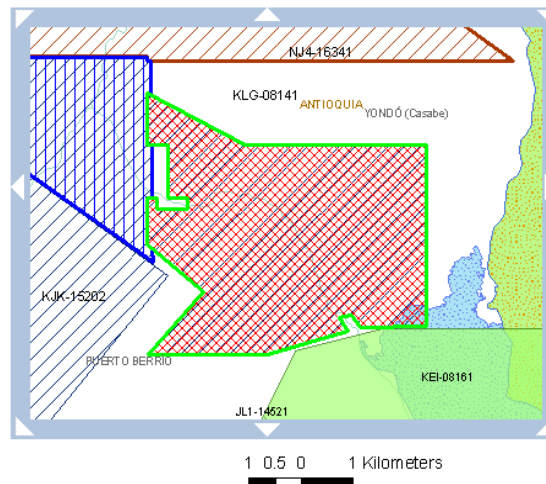 NJ4-16341
KLG-08141
ANTIOQUIA
YONDÓ (Casabe)
KJK-15202
PUERTO BERRÍO
KEI-08161
JL1-14521
1 0.5 0 1 Kilometers